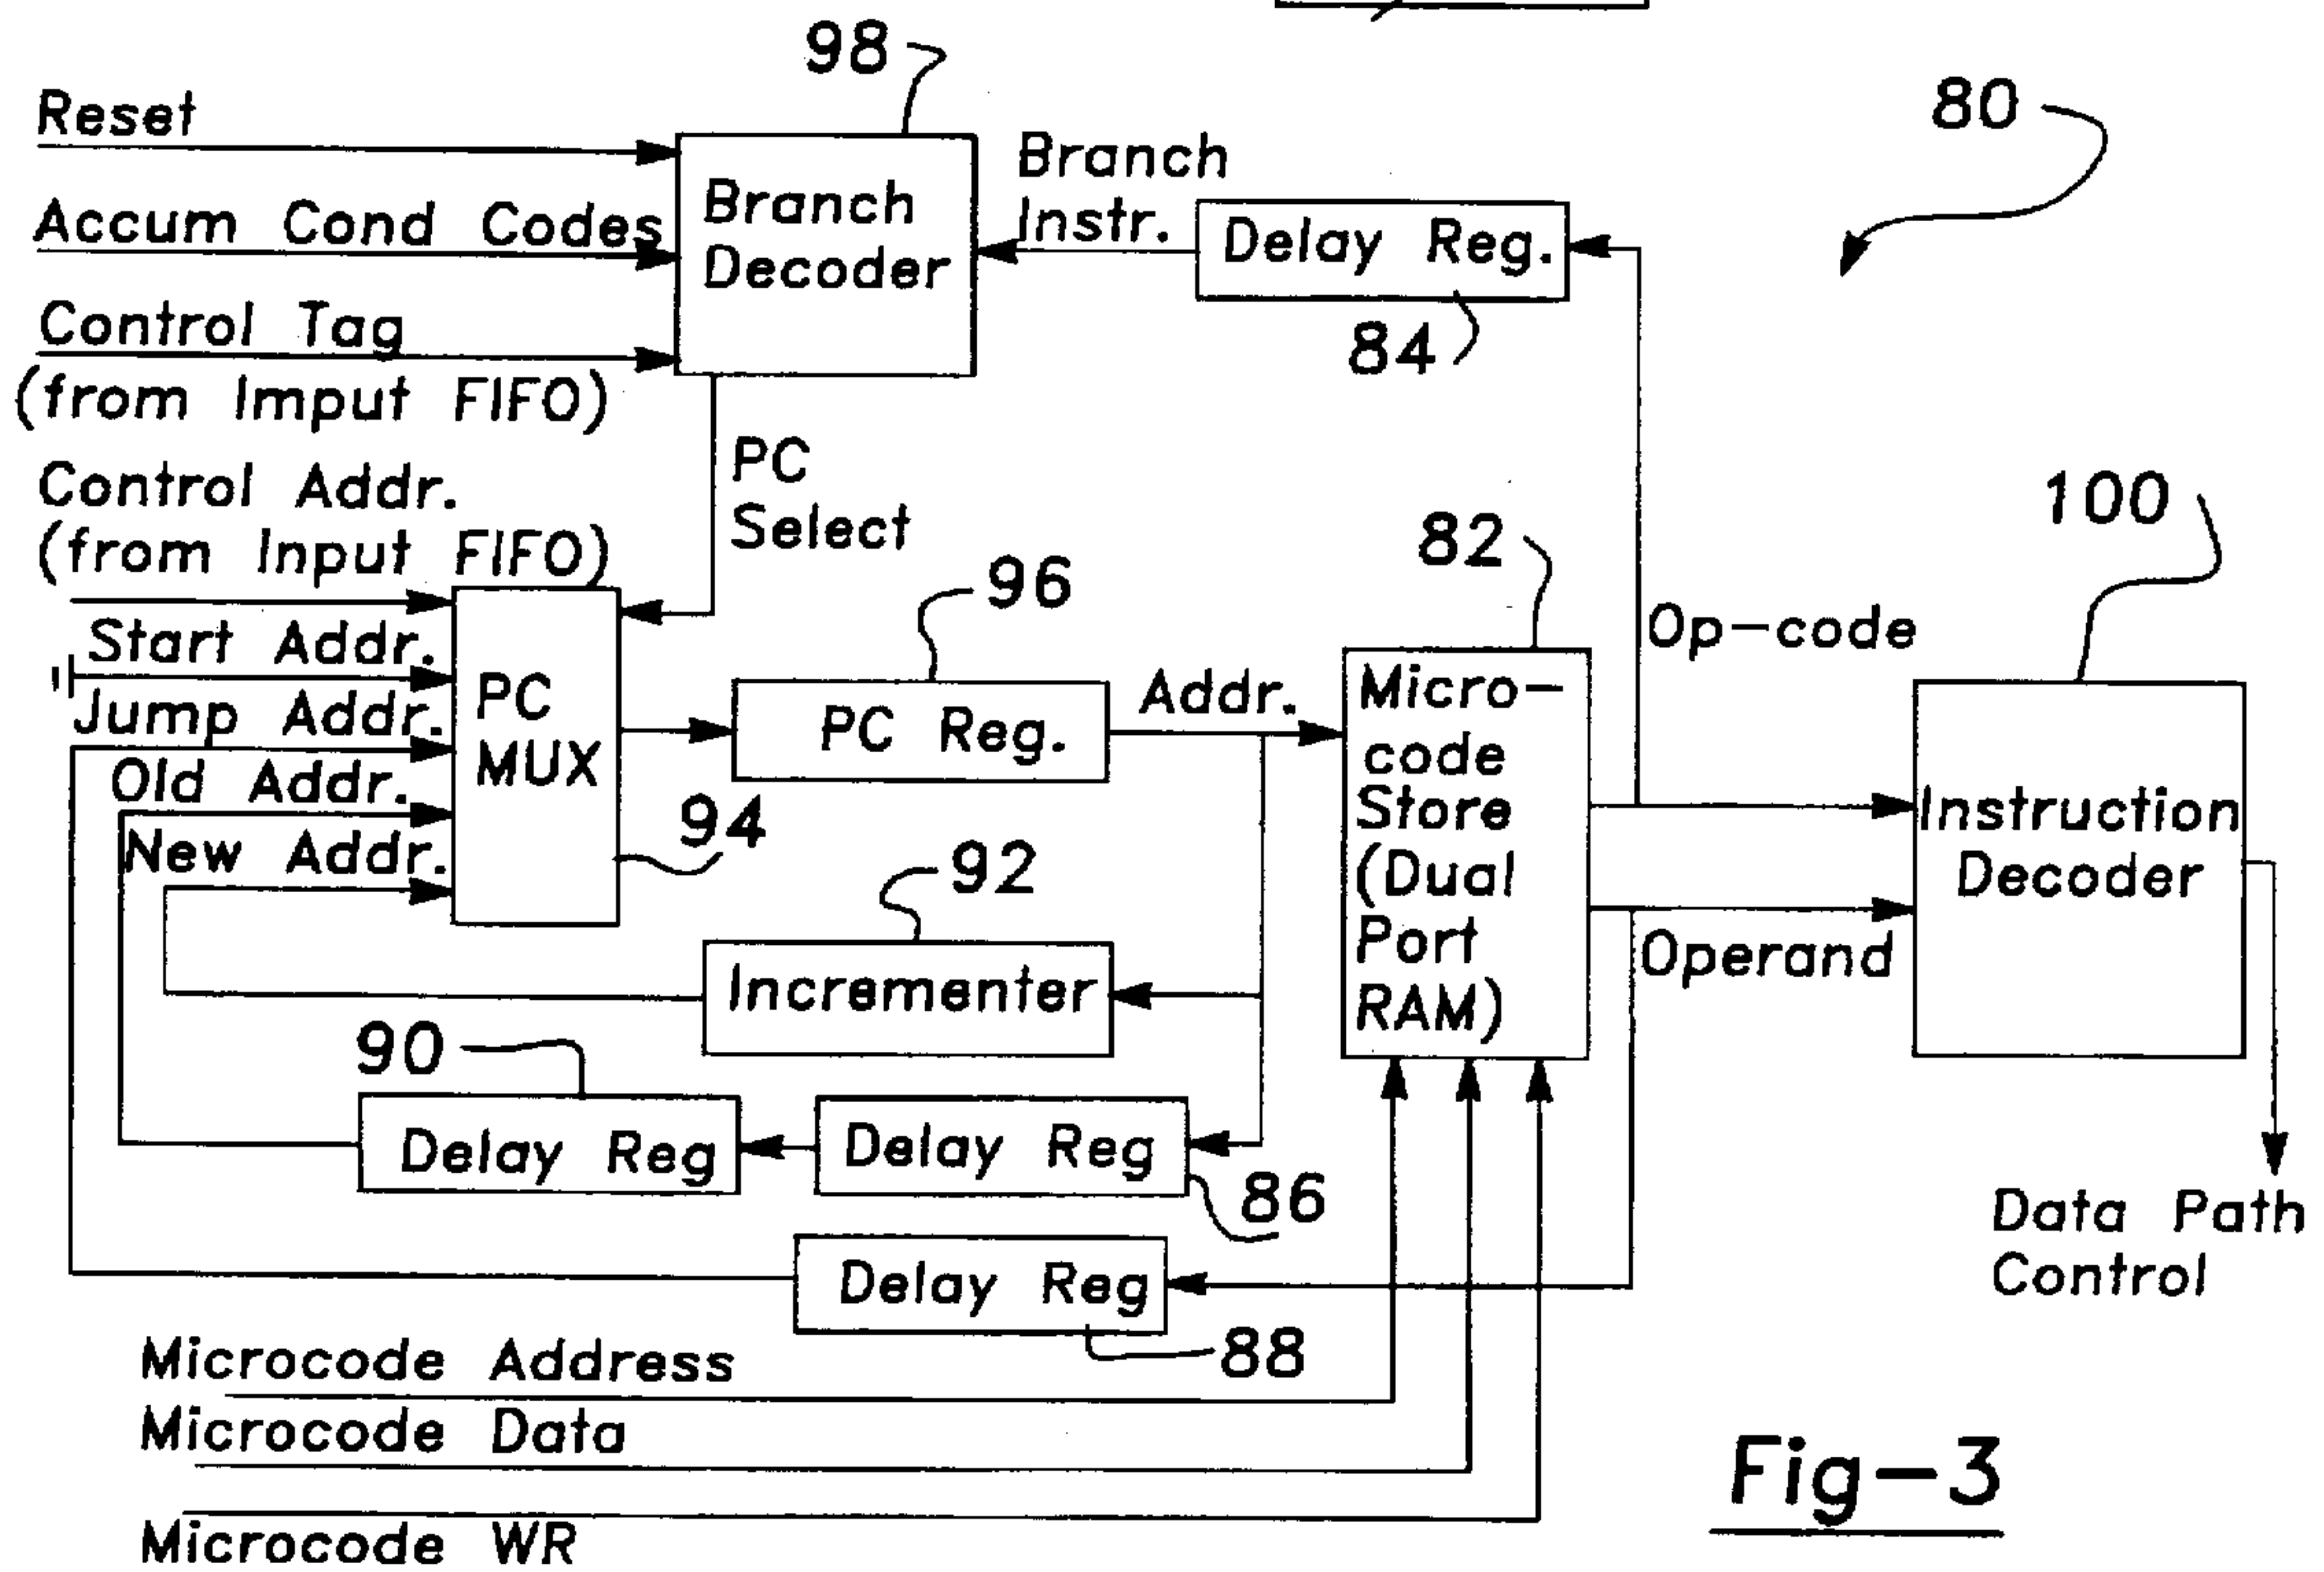 98
Reset
80
Branch
Instr.
Accum Cond Codes
Branch
Decoder
Delay Reg.
Control Tag
84
(from Imput FIFO)
PC
Select
Control Addr.
(from Input FIFO)
100
82
96
Op-code
Start Addr.
Jump Addr.
Old Addr.
New Addr.
PC
MUX
PC Reg.
Addr.
Micro-
code
Store
(Dual
Port
RAM)
Instruction
Decoder
94
92
Operand
Incrementer
90
Delay Reg
Delay Reg
86
Data Path
Control
Delay Reg
88
Microcode Address
Microcode Data
Microcode WR
Fig-3